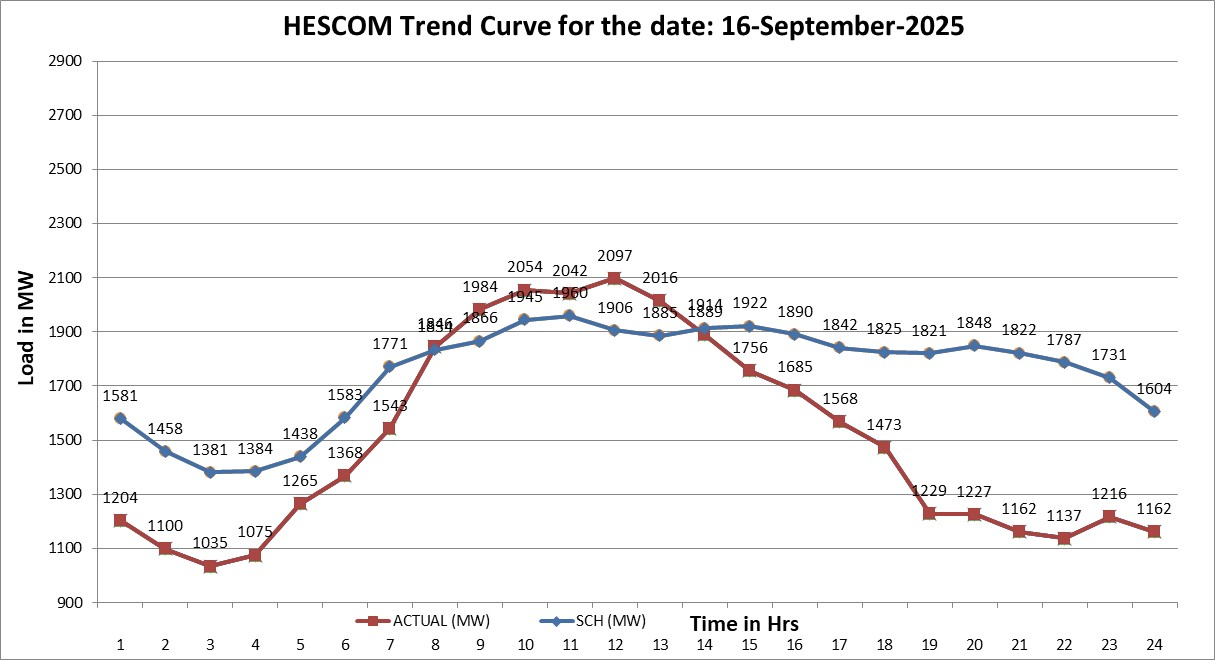 HESCOM Trend Curve for the date: 16-September-2025
Load in MW
2900
2700
2500
2300
2100
1900
1700
1500
1300
1100
900
1581 1458 1381 1384 1438 1583 1771 1866 1945 1960 1906 1885 1914 1922 1890 1842 1825 1821 1848 1822 1787 1731 1604
1204 1100 1035 1075 1265 1368 1543 1846 1984 2054 2042 2097 2016 1889 1756 1685 1568 1473 1229 1227 1162 1137 1216 1162
ACTUAL (MW) SCH (MW) Time in Hrs
1 2 3 4 5 6 7 8 9 10 11 12 13 14 15 16 17 18 19 20 21 22 23 24